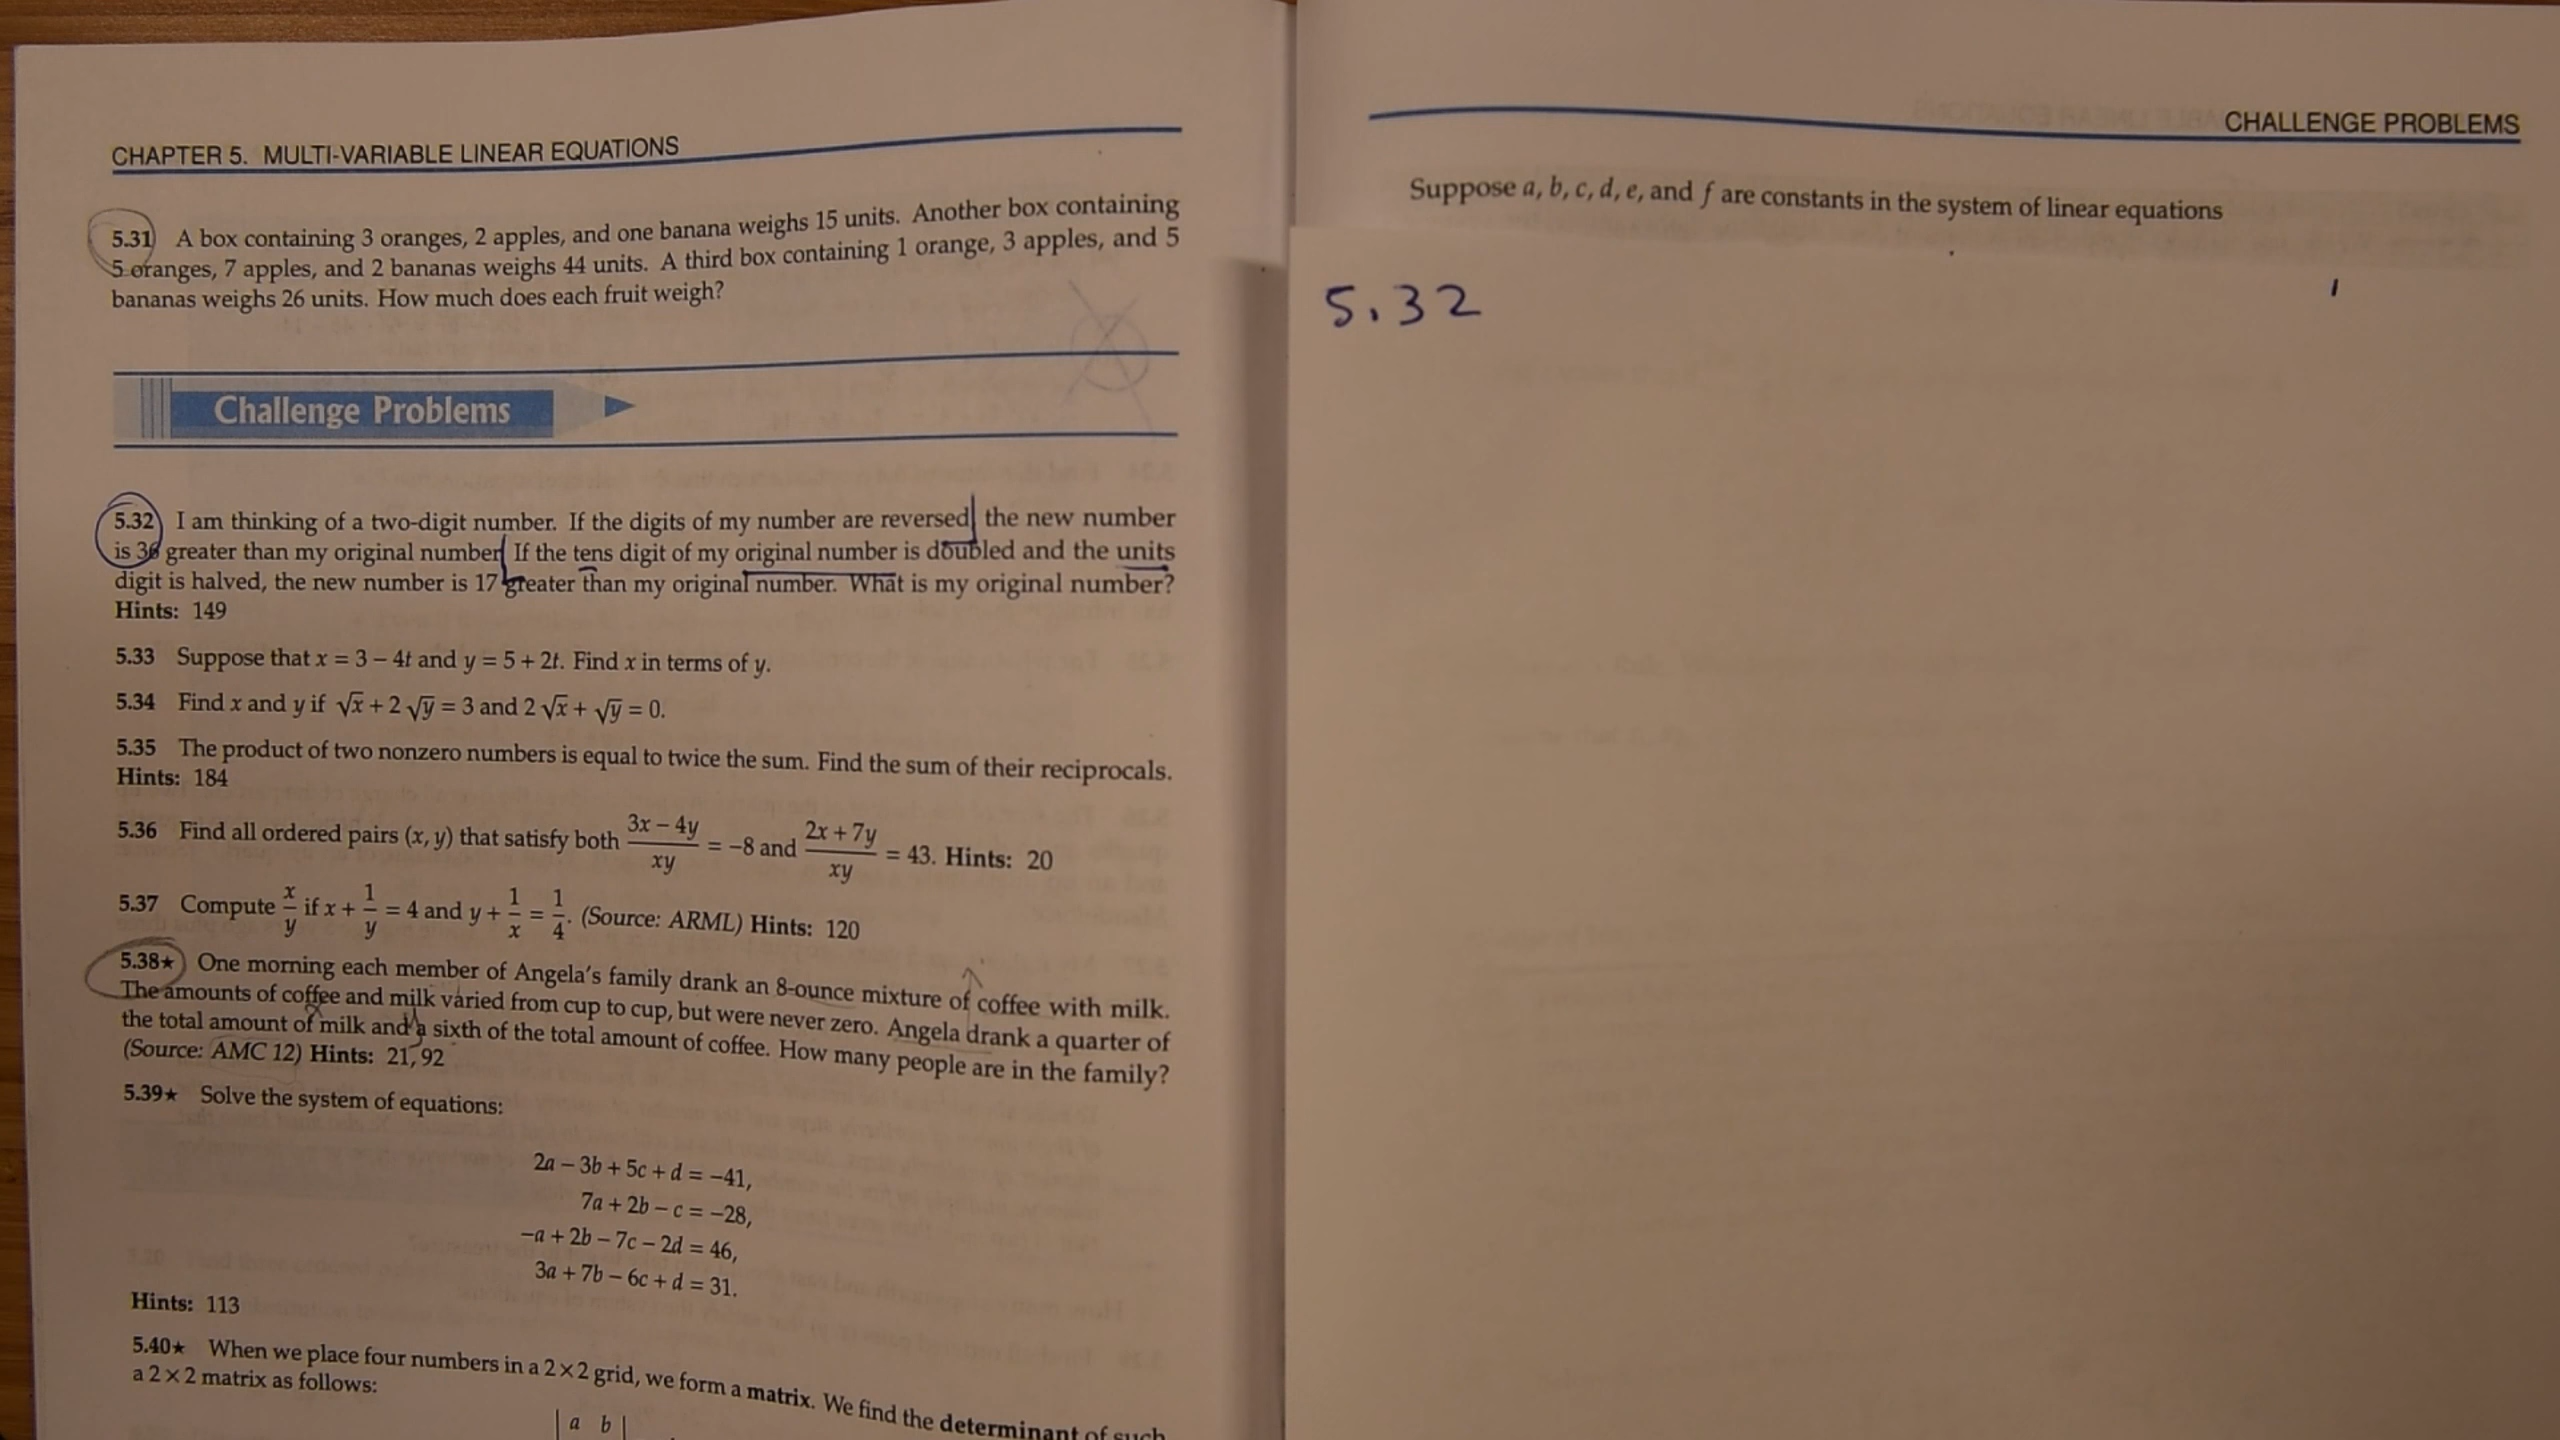 CHAPTER 5. MULTI-VARIABLE LINEAR EQUATIONS
5.31 A box containing 3 oranges, 2 apples, and one banana weighs 15 units. Another box containing
5 oranges, 7 apples, and 2 bananas weighs 44 units. A third box containing 1 orange, 3 apples, and 5
bananas weighs 26 units. How much does each fruit weigh?
Challenge Problems
5.32 I am thinking of a two-digit number. If the digits of my number are reversed, the new number
is 36 greater than my original number. If the tens digit of my original number is doubled and the units
digit is halved, the new number is 17 greater than my original number. What is my original number?
Hints: 149
5.33 Suppose that x = 3 − 4t and y = 5 + 2t. Find x in terms of y.
5.34 Find x and y if √x + 2√y = 3 and 2√x + √y = 0.
5.35 The product of two nonzero numbers is equal to twice the sum. Find the sum of their reciprocals.
Hints: 184
5.36 Find all ordered pairs (x, y) that satisfy both (3x − 4y)/xy = −8 and (2x + 7y)/xy = 43. Hints: 20
5.37 Compute x/y if x + 1/y = 4 and y + 1/x = 1/4. (Source: ARML) Hints: 120
5.38★ One morning each member of Angela's family drank an 8-ounce mixture of coffee with milk.
The amounts of coffee and milk varied from cup to cup, but were never zero. Angela drank a quarter of
the total amount of milk and a sixth of the total amount of coffee. How many people are in the family?
(Source: AMC 12) Hints: 21, 92
5.39★ Solve the system of equations:
2a − 3b + 5c + d = −41,
7a + 2b − c = −28,
−a + 2b − 7c − 2d = 46,
3a + 7b − 6c + d = 31.
Hints: 113
5.40★ When we place four numbers in a 2 × 2 grid, we form a matrix. We find the determinant of such
a 2 × 2 matrix as follows:
| a b |
CHALLENGE PROBLEMS
Suppose a, b, c, d, e, and f are constants in the system of linear equations
5.32